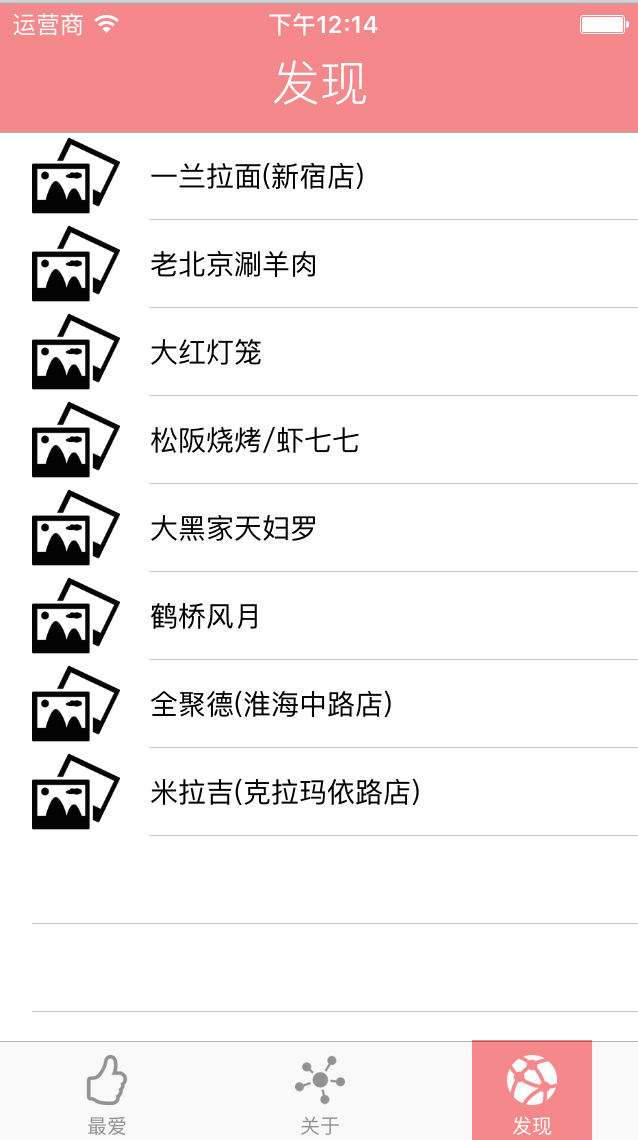 运营商 下午12:14
发现
一兰拉面(新宿店)
老北京涮羊肉
大红灯笼
松阪烧烤/虾七七
大黑家天妇罗
鹤桥风月
全聚德(淮海中路店)
米拉吉(克拉玛依路店)
最爱 关于 发现